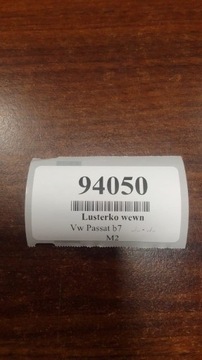 94050
Lusterko wewn
Vw Passat b7
M2